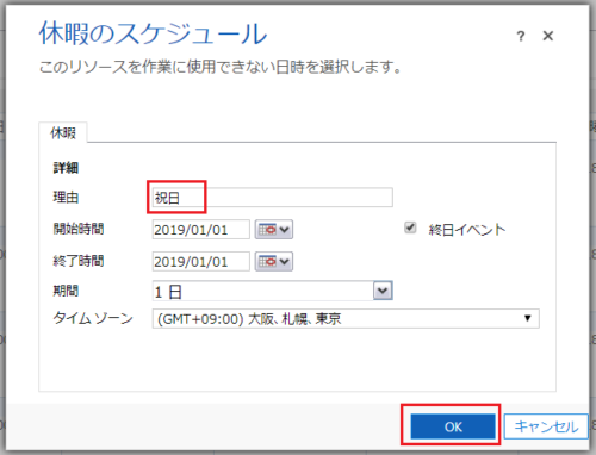 休暇のスケジュール
? ×
このリソースを作業に使用できない日時を選択します。
休暇
詳細
理由 祝日
開始時間 2019/01/01 終日イベント
終了時間 2019/01/01
期間 1 日
タイム ゾーン (GMT+09:00) 大阪、札幌、東京
OK キャンセル